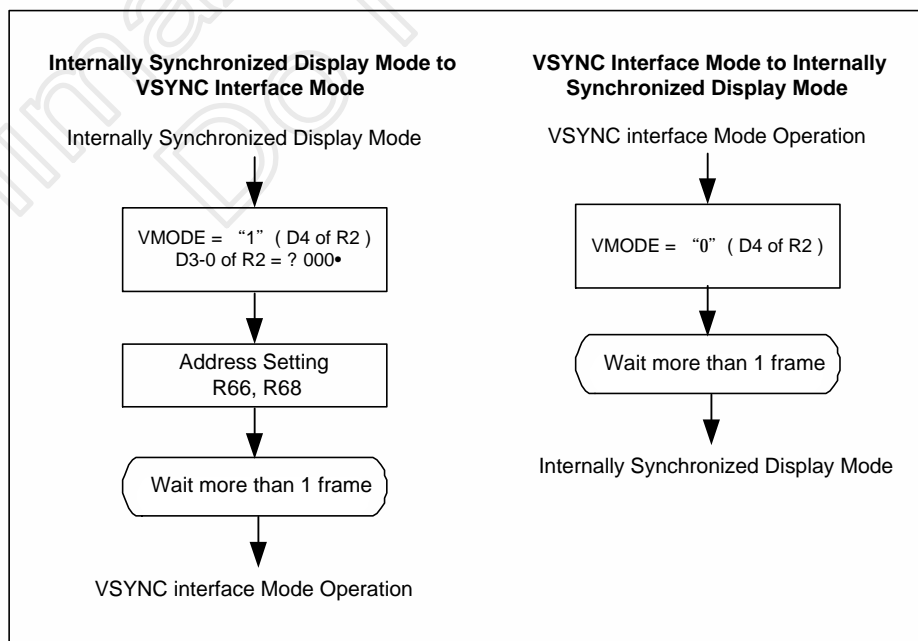 Internally Synchronized Display Mode to
VSYNC Interface Mode
Internally Synchronized Display Mode
VMODE = “1” ( D4 of R2 )
D3-0 of R2 = ? 000•
Address Setting
R66, R68
Wait more than 1 frame
VSYNC interface Mode Operation
VSYNC Interface Mode to Internally
Synchronized Display Mode
VSYNC interface Mode Operation
VMODE = “0” ( D4 of R2 )
Wait more than 1 frame
Internally Synchronized Display Mode